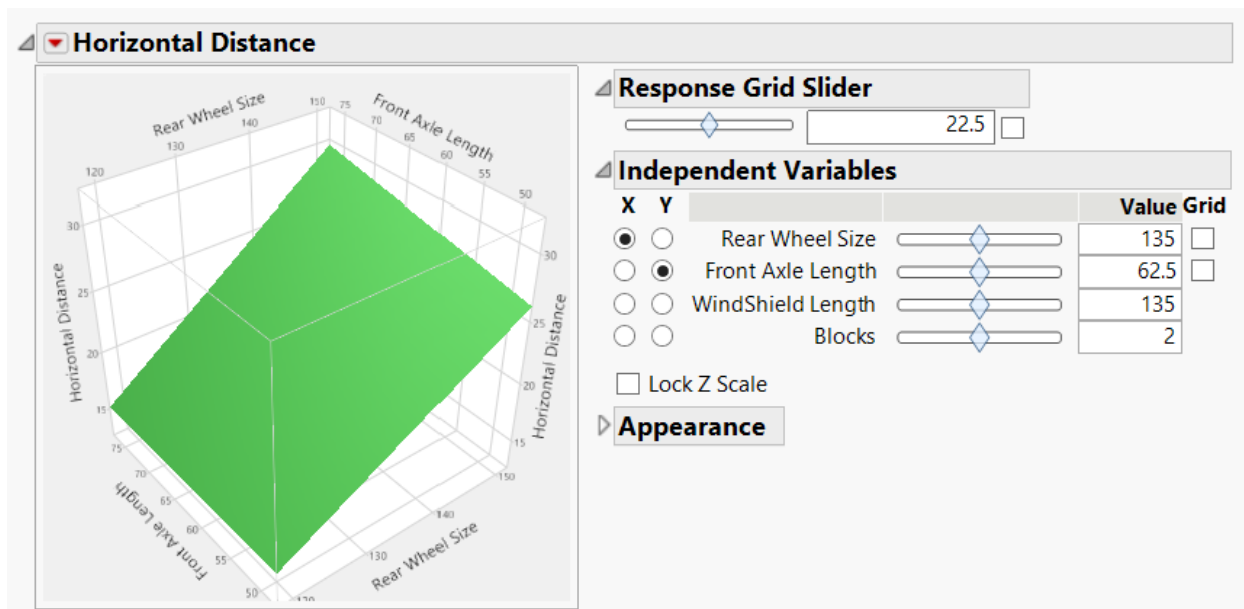 Horizontal Distance
Rear Wheel Size
120
130
140
150
Front Axle Length
75
70
65
60
55
50
Horizontal Distance
30
25
20
15
Horizontal Distance
30
25
20
15
Front Axle Length
75
70
65
60
55
50
Rear Wheel Size
120
130
140
150
Response Grid Slider
22.5
Independent Variables
X Y Value Grid
Rear Wheel Size 135
Front Axle Length 62.5
WindShield Length 135
Blocks 2
Lock Z Scale
Appearance